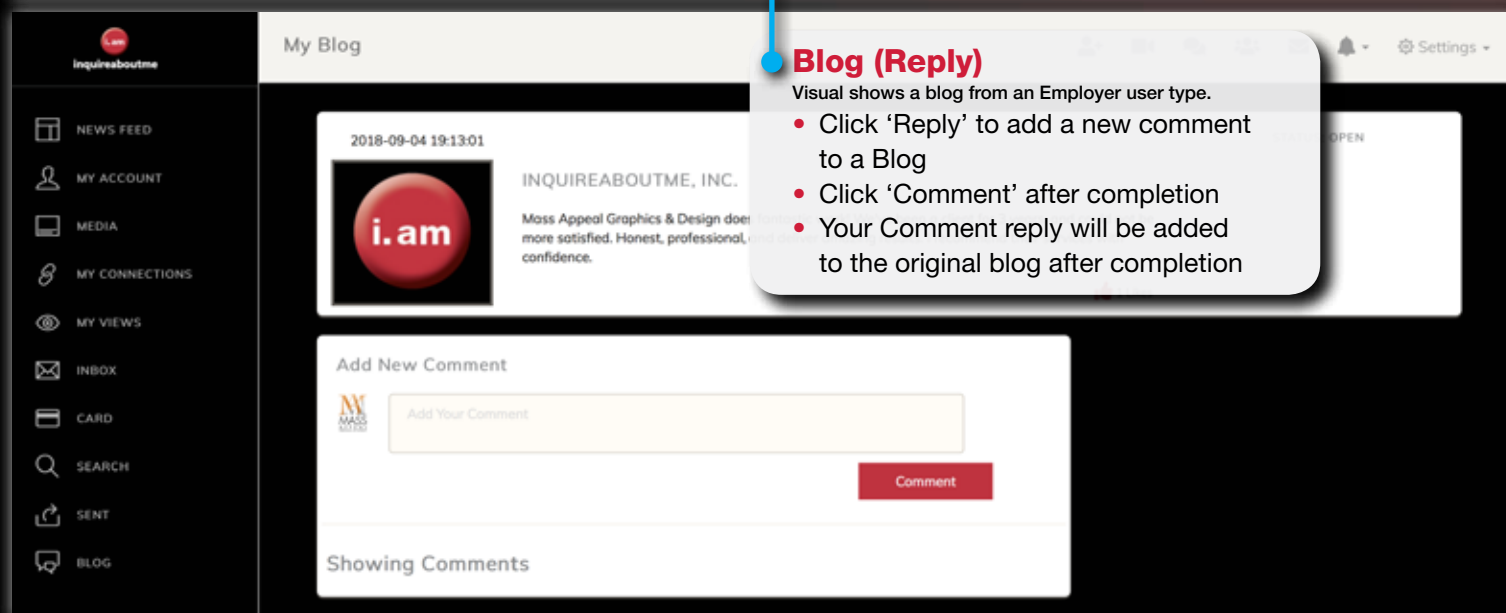 i.am
inquireaboutme
My Blog
Settings
NEWS FEED
MY ACCOUNT
MEDIA
MY CONNECTIONS
MY VIEWS
INBOX
CARD
SEARCH
SENT
BLOG
Blog (Reply)
Visual shows a blog from an Employer user type.
• Click ‘Reply’ to add a new comment
to a Blog
• Click ‘Comment’ after completion
• Your Comment reply will be added
to the original blog after completion
2018-09-04 19:13:01
OPEN
i.am
INQUIREABOUTME, INC.
Mass Appeal Graphics & Design does
more satisfied. Honest, professional,
confidence.
Add New Comment
MASS
Add Your Comment
Comment
Showing Comments